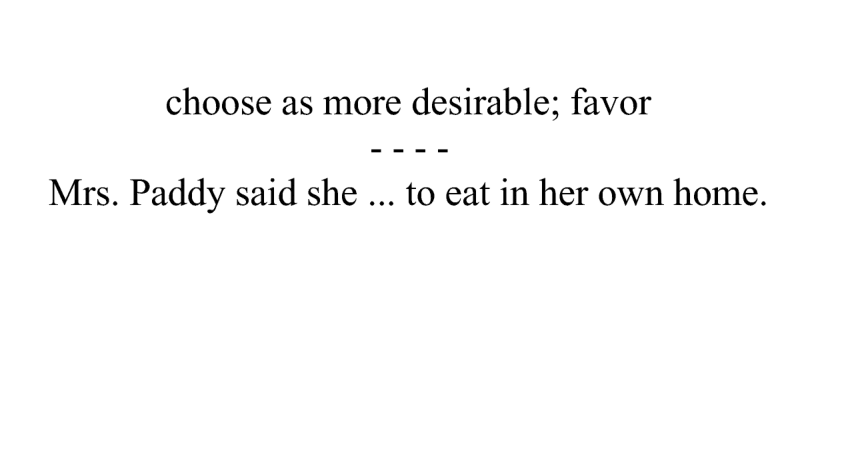 choose as more desirable; favor
- - - -
Mrs. Paddy said she ... to eat in her own home.